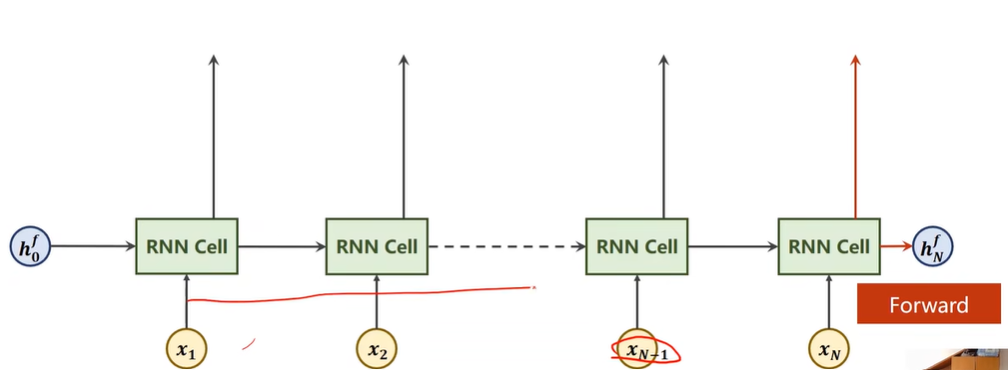 h_0^f RNN Cell RNN Cell RNN Cell RNN Cell h_N^f
Forward
x_1 x_2 x_{N-1} x_N